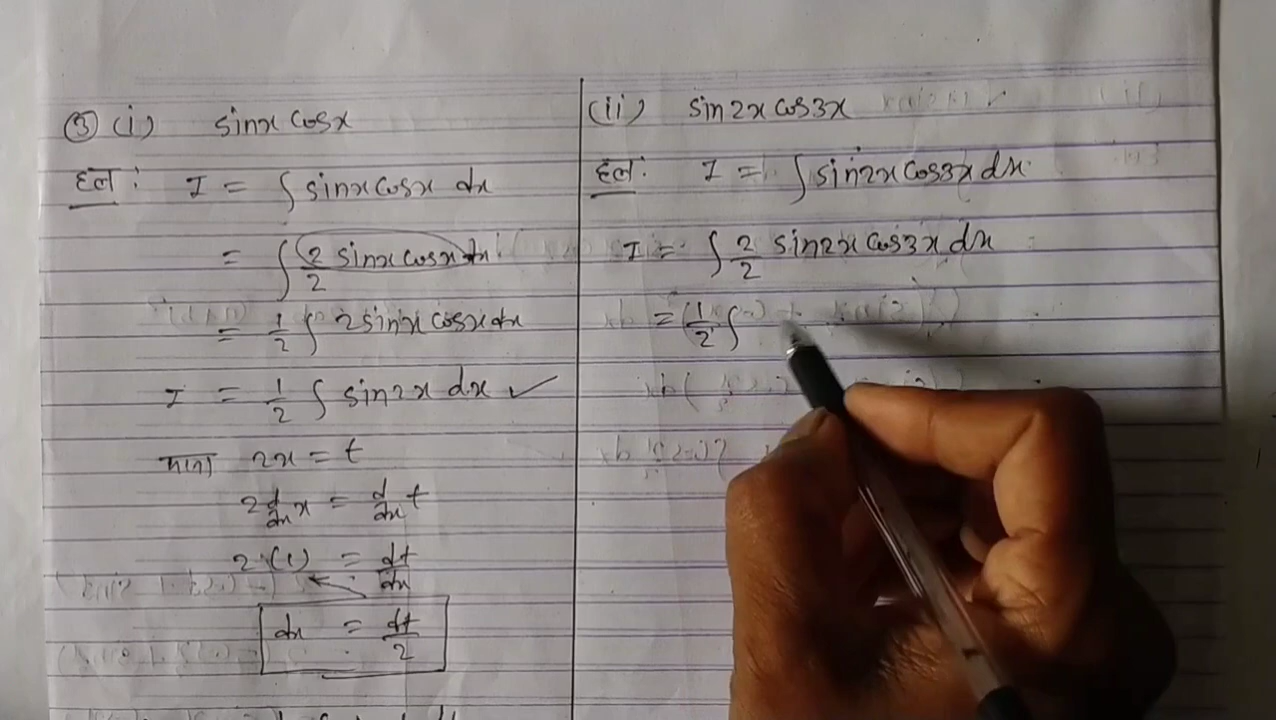 ③ (i) sinx cosx
हल : I = ∫ sinx cosx dx
= ∫ 2/2 sinx cosx dx
= 1/2 ∫ 2 sinx cosx dx
I = 1/2 ∫ sin2x dx ✓
माना 2x = t
2 d/dx x = d/dx t
2·(1) = dt/dx
dx = dt/2
(ii) sin2x cos3x
हल : I = ∫ sin2x cos3x dx
I = ∫ 2/2 sin2x cos3x dx
= 1/2 ∫